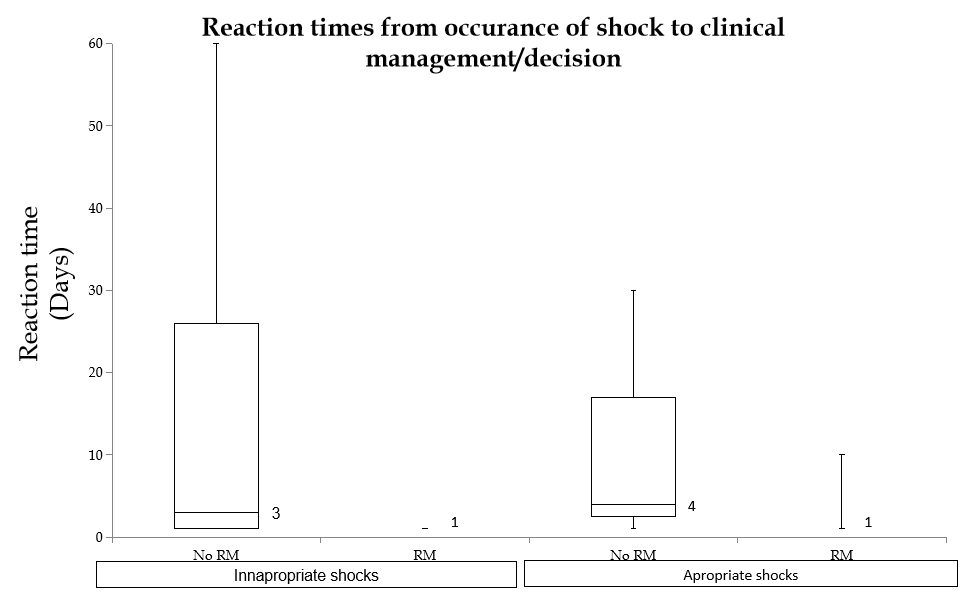 Reaction times from occurance of shock to clinical
management/decision
Reaction time
(Days)
60
50
40
30
20
10
0
3
1
4
1
No RM
RM
No RM
RM
Innapropriate shocks
Apropriate shocks